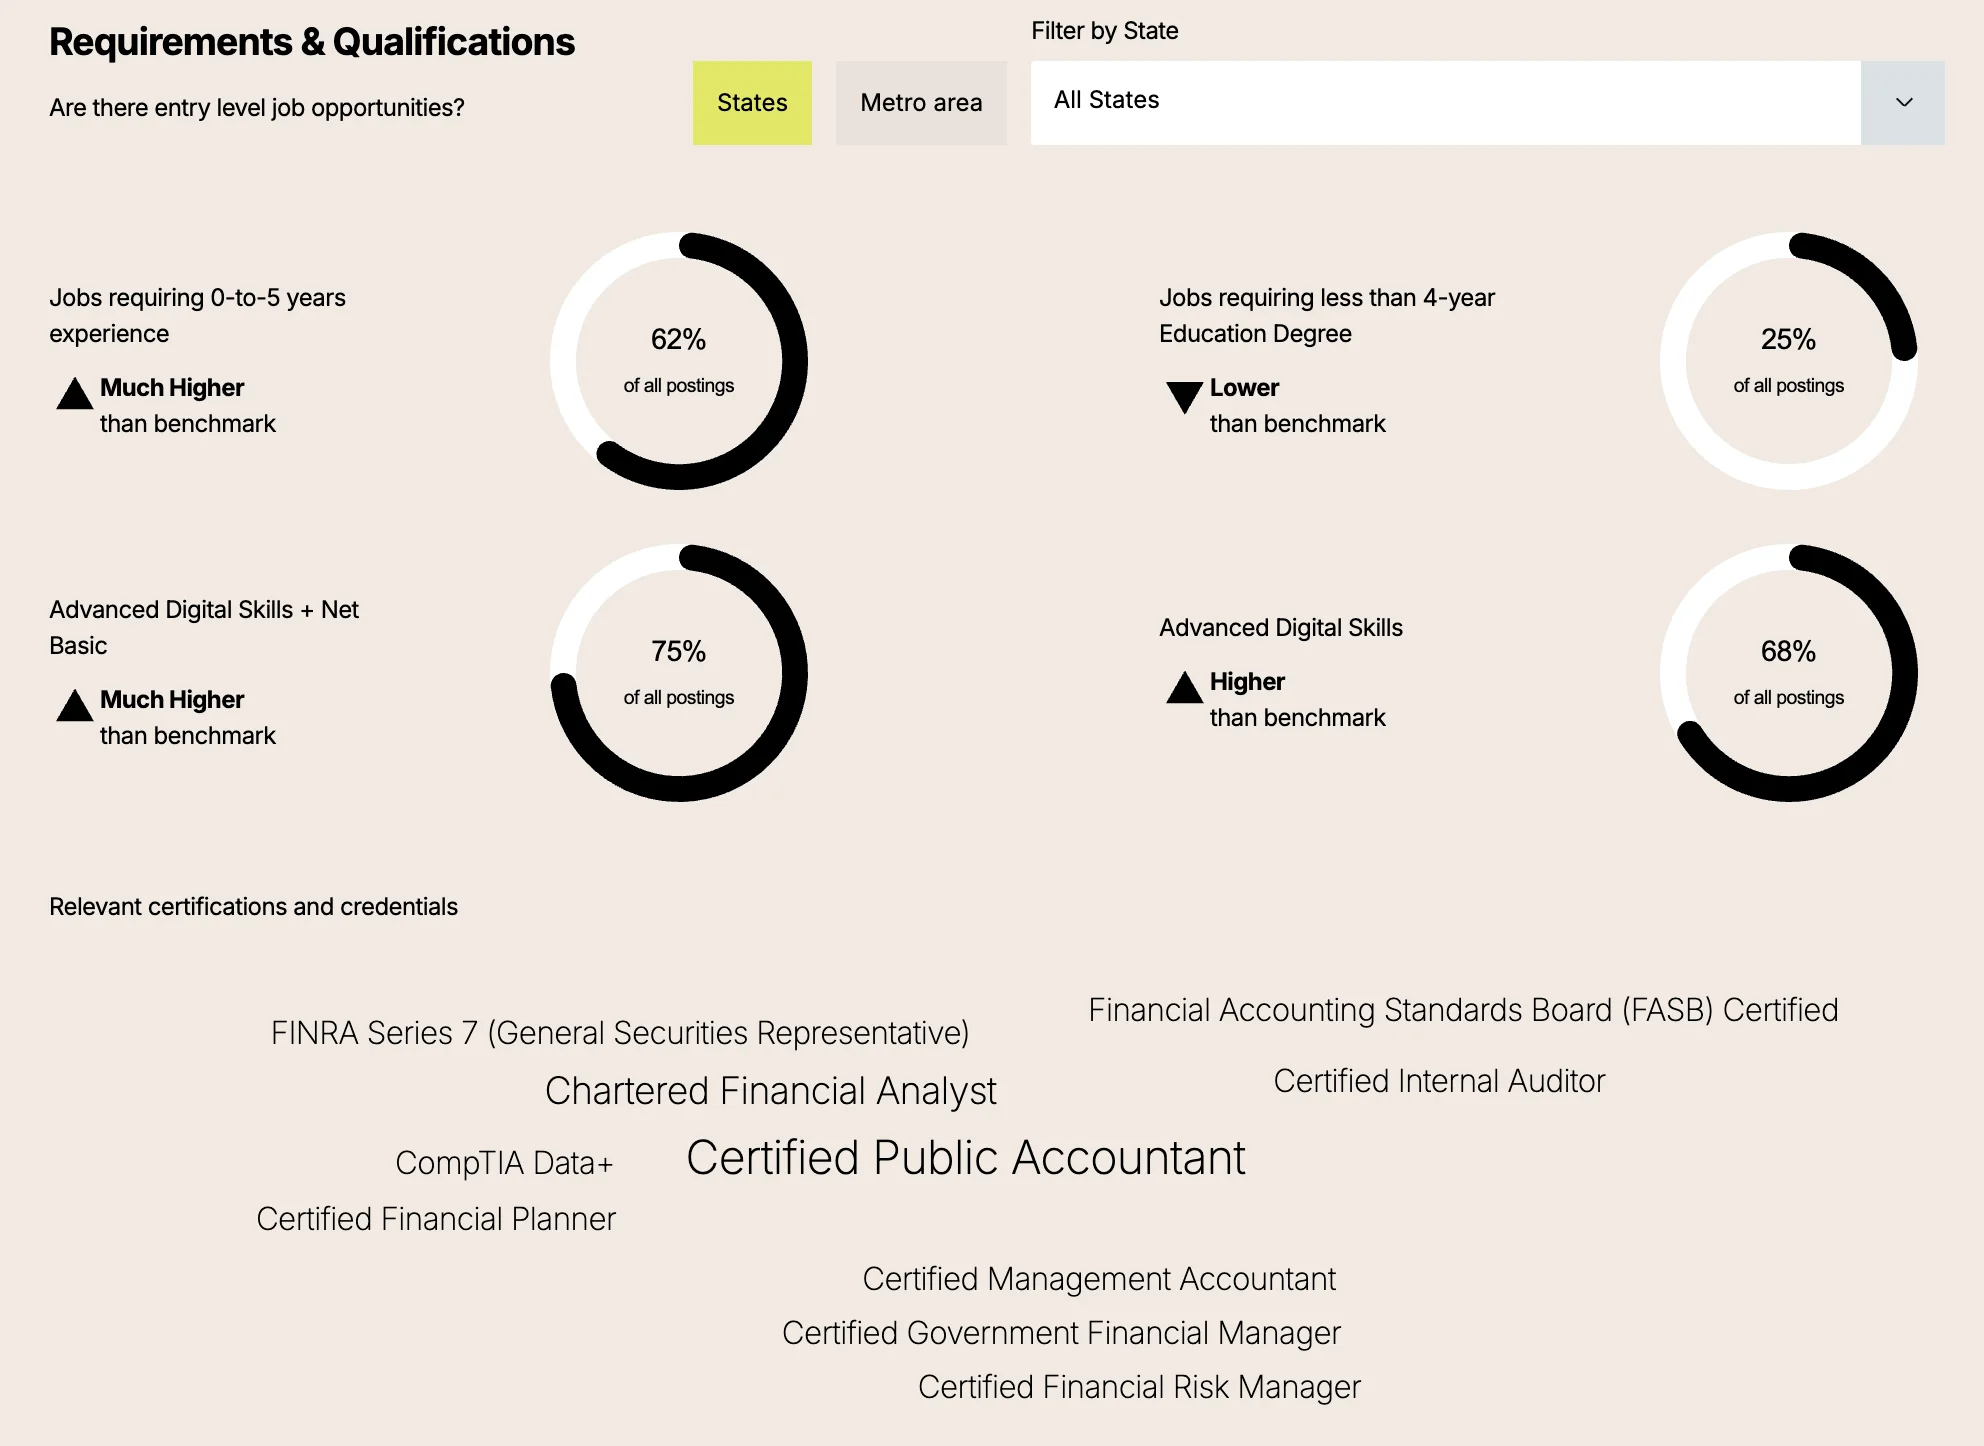 Requirements & Qualifications
Are there entry level job opportunities?
States
Metro area
Filter by State
All States
Jobs requiring 0-to-5 years
experience
Much Higher
than benchmark
62%
of all postings
Jobs requiring less than 4-year
Education Degree
Lower
than benchmark
25%
of all postings
Advanced Digital Skills + Net
Basic
Much Higher
than benchmark
75%
of all postings
Advanced Digital Skills
Higher
than benchmark
68%
of all postings
Relevant certifications and credentials
Financial Accounting Standards Board (FASB) Certified
FINRA Series 7 (General Securities Representative)
Certified Internal Auditor
Chartered Financial Analyst
Certified Public Accountant
CompTIA Data+
Certified Financial Planner
Certified Management Accountant
Certified Government Financial Manager
Certified Financial Risk Manager